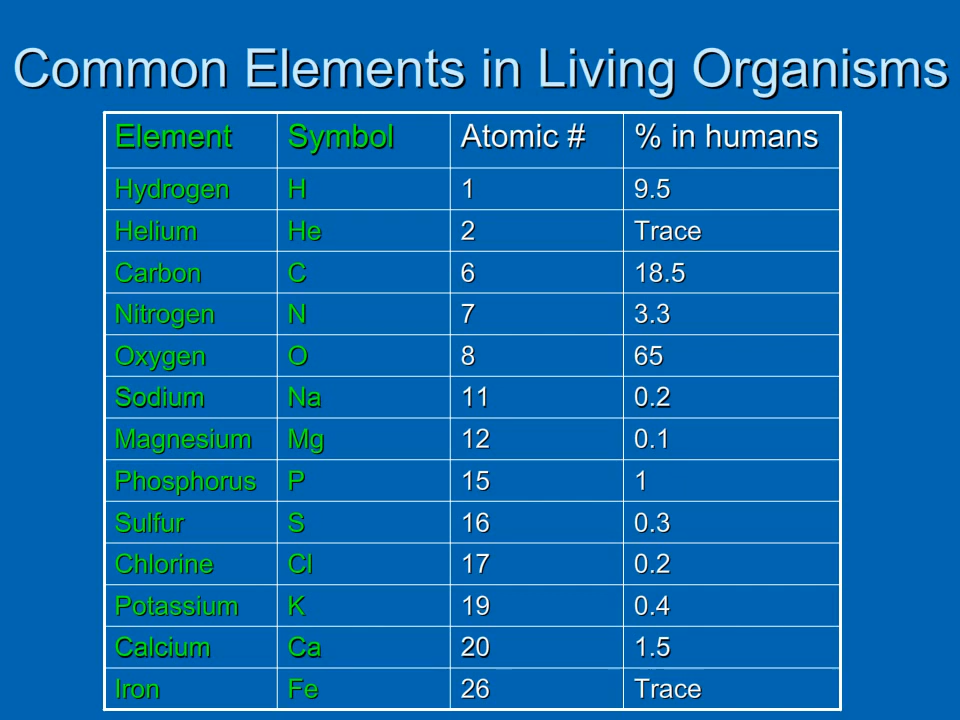 Common Elements in Living Organisms
Element Symbol Atomic # % in humans
Hydrogen H 1 9.5
Helium He 2 Trace
Carbon C 6 18.5
Nitrogen N 7 3.3
Oxygen O 8 65
Sodium Na 11 0.2
Magnesium Mg 12 0.1
Phosphorus P 15 1
Sulfur S 16 0.3
Chlorine Cl 17 0.2
Potassium K 19 0.4
Calcium Ca 20 1.5
Iron Fe 26 Trace